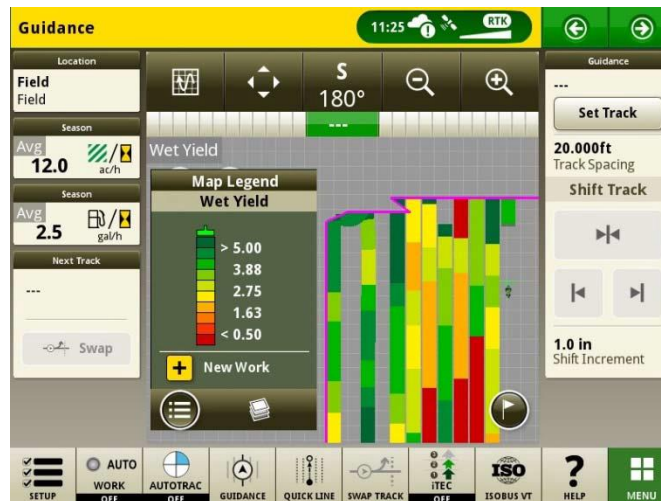 Guidance
11:25
RTK
Location
Field
Field
Season
Avg
12.0
ac/h
Season
Avg
2.5
gal/h
Next Track
---
Swap
S
180°
---
Wet Yield
Map Legend
Wet Yield
> 5.00
3.88
2.75
1.63
< 0.50
New Work
Guidance
---
Set Track
20.000ft
Track Spacing
Shift Track
1.0 in
Shift Increment
SETUP
AUTO
WORK
OFF
AUTOTRAC
OFF
GUIDANCE
QUICK LINE
SWAP TRACK
iTEC
OFF
ISO
ISOBUS VT
?
HELP
MENU